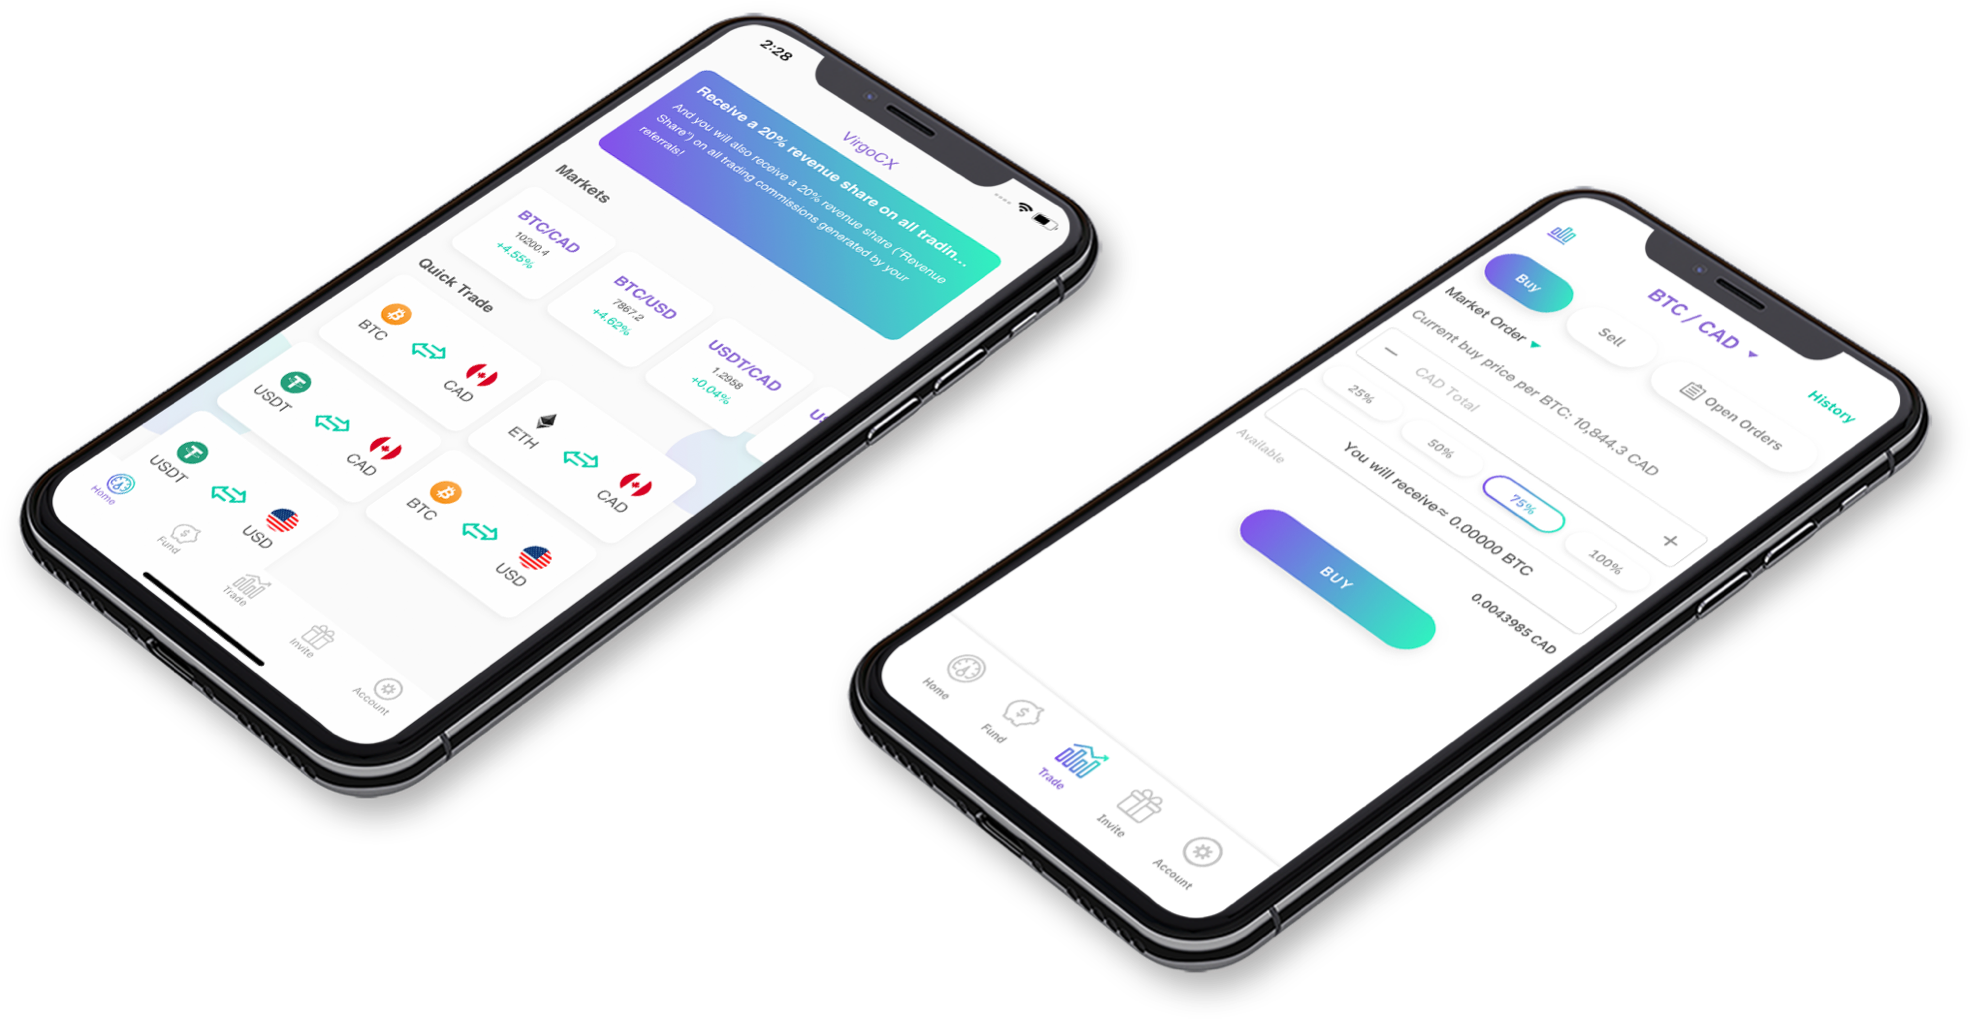 2:28
VirgoCX
Receive a 20% revenue share on all tradin...
And you will also receive a 20% revenue share ("Revenue
Share") on all trading commissions generated by your
referrals!
Markets
BTC/CAD
10200.4
+4.55%
BTC/USD
7867.2
+4.62%
USDT/CAD
1.2958
+0.04%
US
Quick Trade
BTC
CAD
ETH
CAD
USDT
CAD
BTC
USD
USDT
USD
Home
Fund
Trade
Invite
Account
BTC / CAD
History
Buy
Sell
Open Orders
Market Order
Current buy price per BTC: 10,844.3 CAD
− CAD Total +
25%
50%
75%
100%
You will receive≈ 0.00000 BTC
Available
0.0043985 CAD
BUY
Home
Fund
Trade
Invite
Account